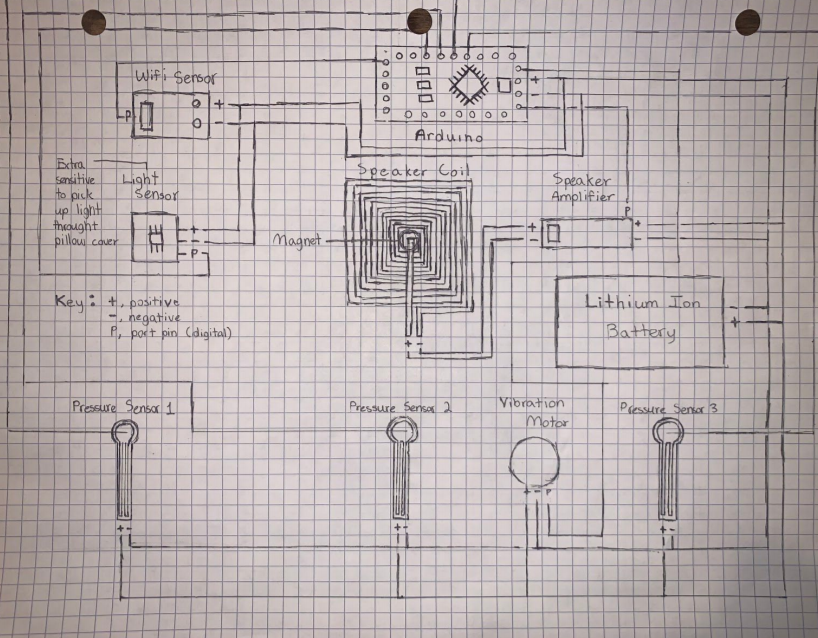 Wifi Sensor
P
+
-
+
-
Arduino
Extra
sensitive
to pick
up light
throught
pillow cover
Light
Sensor
+
-
P
Speaker Coil
Magnet
+ -
Speaker
Amplifier
P
+
-
+
-
Lithium Ion
Battery
-
+
Key: +, positive
-, negative
P, port pin (digital)
Pressure Sensor 1
+ -
Pressure Sensor 2
+ -
Vibration
Motor
+ - P
Pressure Sensor 3
+ -